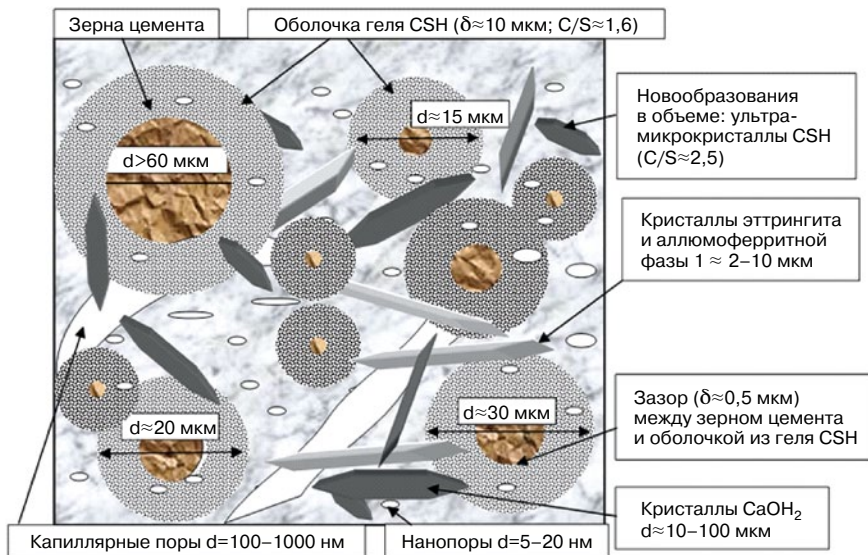 Зерна цемента
Оболочка геля CSH (δ≈10 мкм; C/S≈1,6)
d>60 мкм
d≈15 мкм
Новообразования
в объеме: ультра-
микрокристаллы CSH
(C/S≈2,5)
Кристаллы эттрингита
и аллюмоферритной
фазы 1 ≈ 2–10 мкм
d≈20 мкм
d≈30 мкм
Зазор (δ≈0,5 мкм)
между зерном цемента
и оболочкой из геля CSH
Кристаллы CaOH₂
d≈10–100 мкм
Капиллярные поры d=100–1000 нм
Нанопоры d=5–20 нм